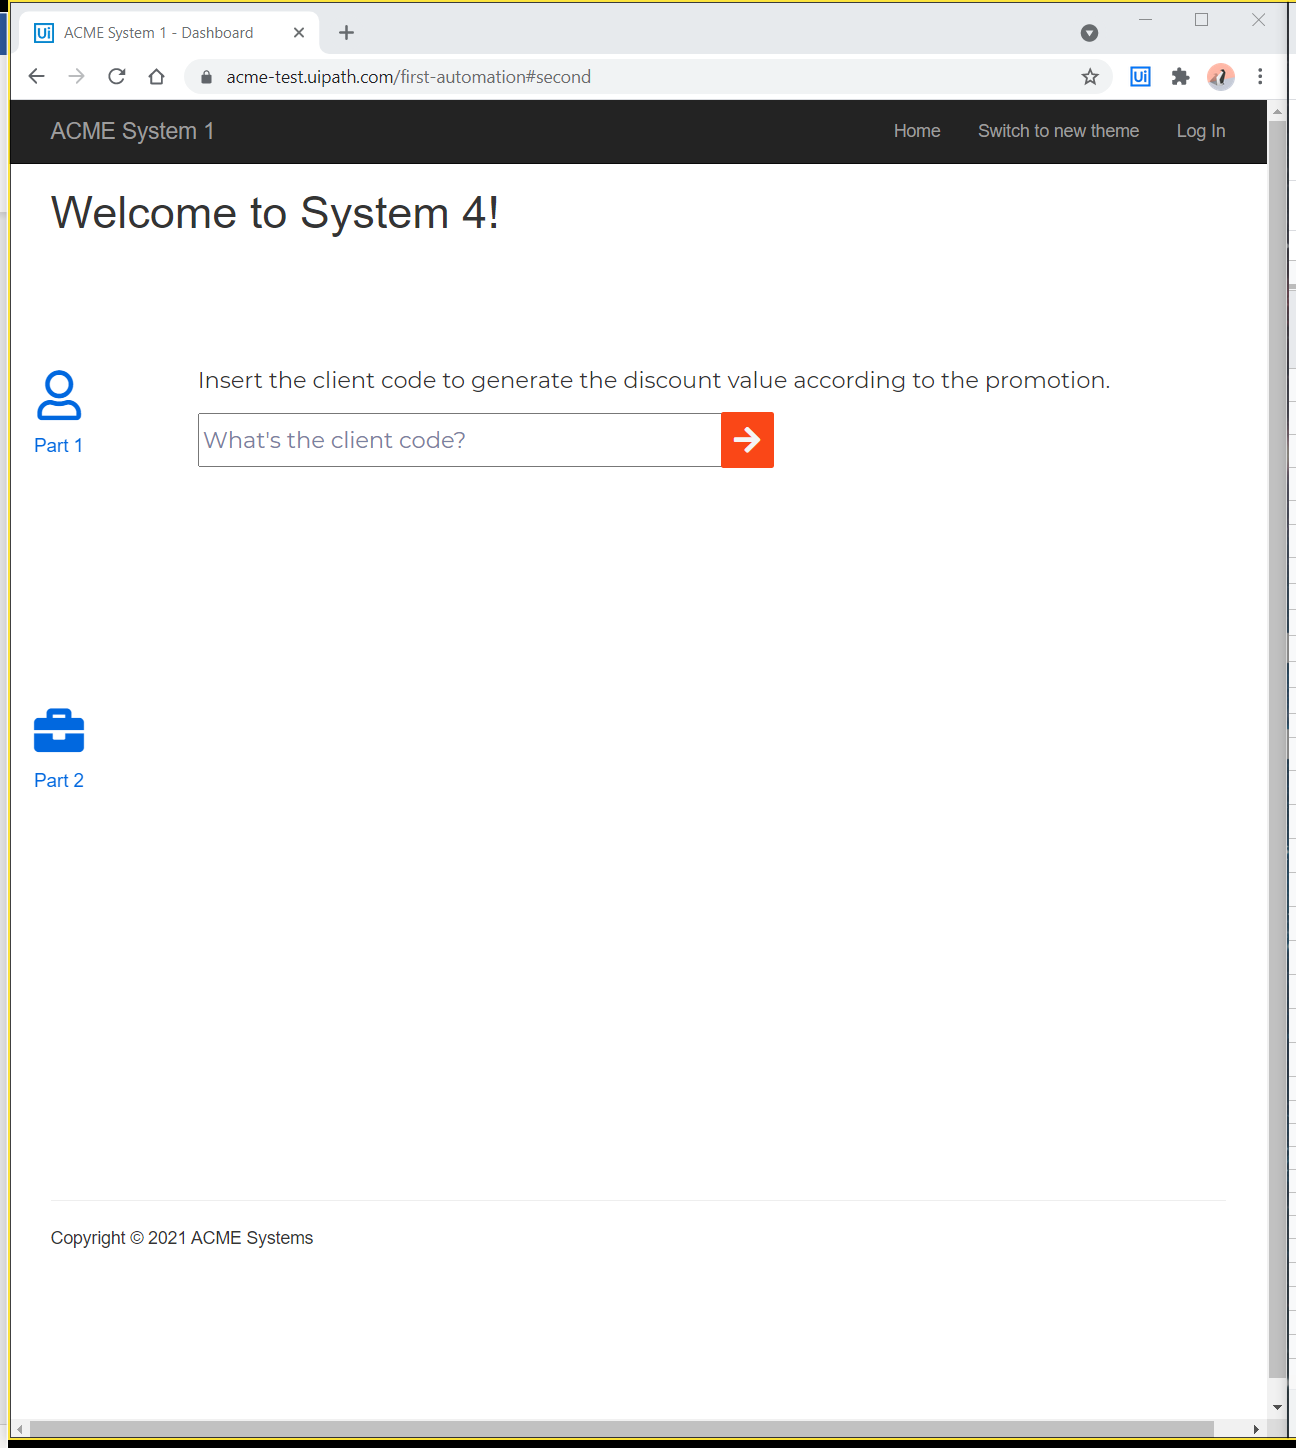 Ui ACME System 1 - Dashboard
acme-test.uipath.com/first-automation#second Ui
ACME System 1 Home Switch to new theme Log In
Welcome to System 4!
Insert the client code to generate the discount value according to the promotion.
What's the client code?
Part 1
Part 2
Copyright © 2021 ACME Systems